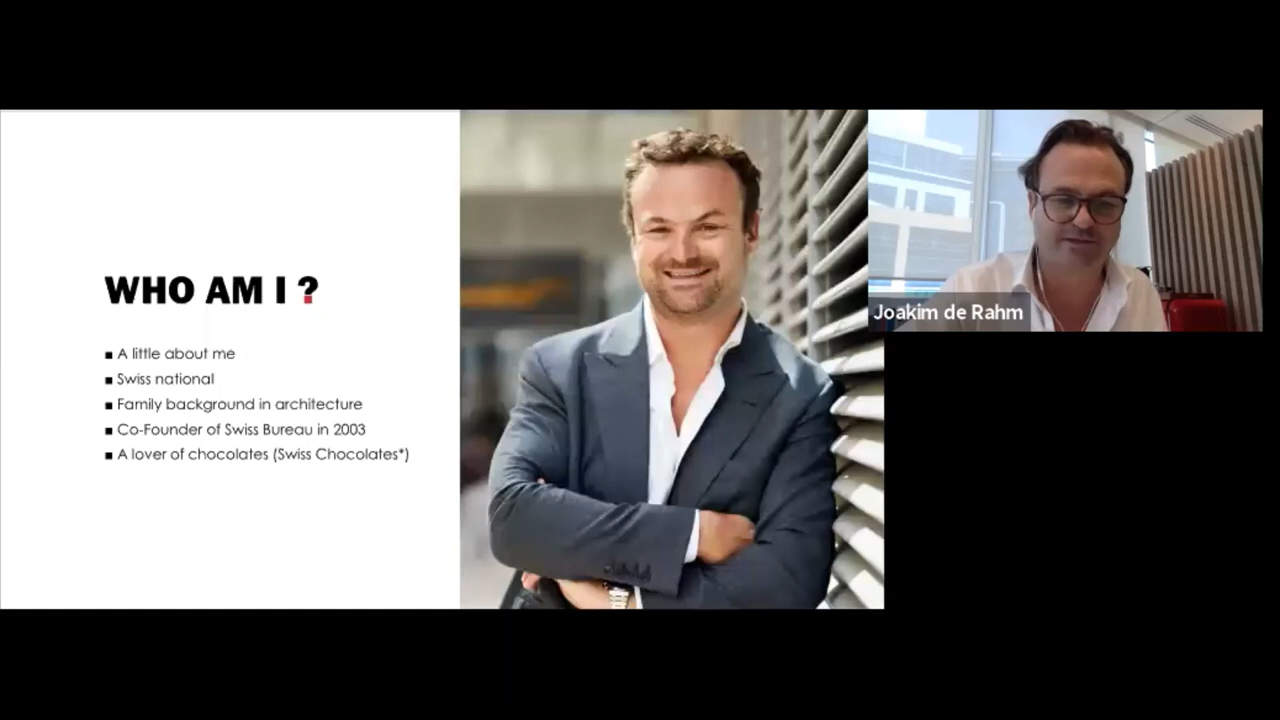 WHO AM I ?
■ A little about me
■ Swiss national
■ Family background in architecture
■ Co-Founder of Swiss Bureau in 2003
■ A lover of chocolates (Swiss Chocolates*)
Joakim de Rahm